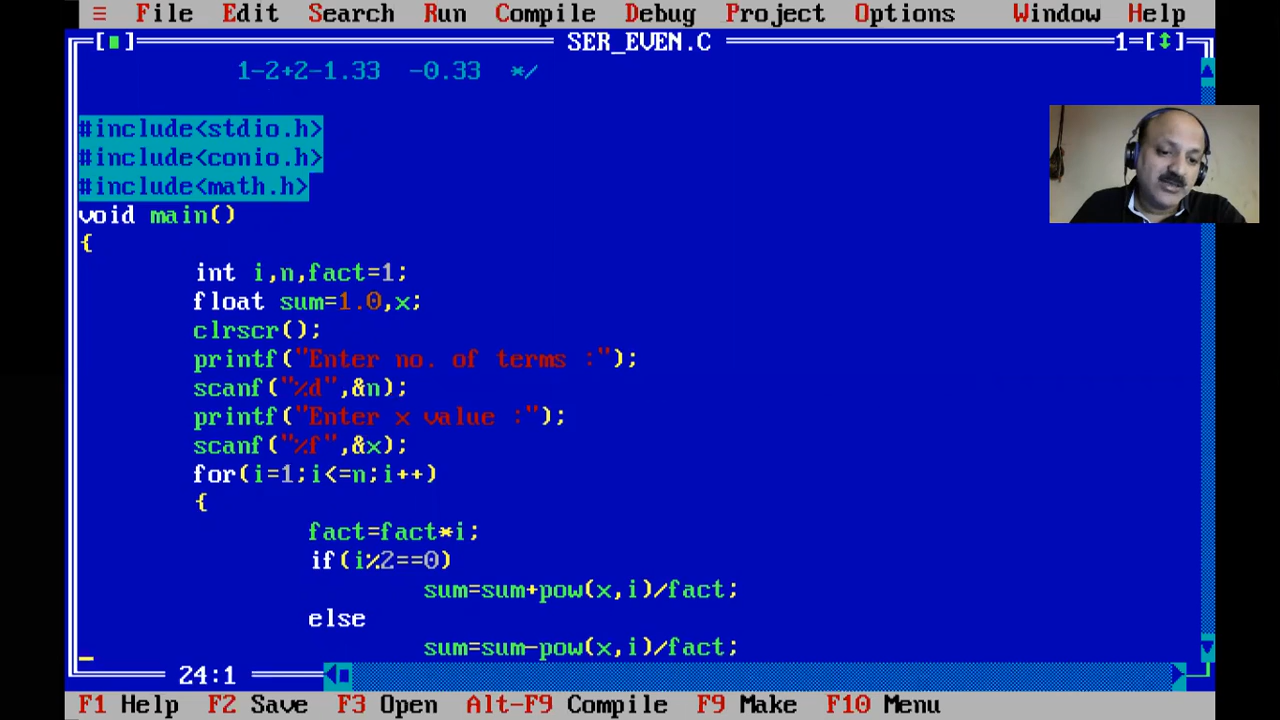 ≡ File Edit Search Run Compile Debug Project Options Window Help
[■] SER_EVEN.C 1=[↕]
1-2+2-1.33 -0.33 */
#include<stdio.h>
#include<conio.h>
#include<math.h>
void main()
{
int i,n,fact=1;
float sum=1.0,x;
clrscr();
printf("Enter no. of terms :");
scanf("%d",&n);
printf("Enter x value :");
scanf("%f",&x);
for(i=1;i<=n;i++)
{
fact=fact*i;
if(i%2==0)
sum=sum+pow(x,i)/fact;
else
sum=sum-pow(x,i)/fact;
24:1
F1 Help F2 Save F3 Open Alt-F9 Compile F9 Make F10 Menu